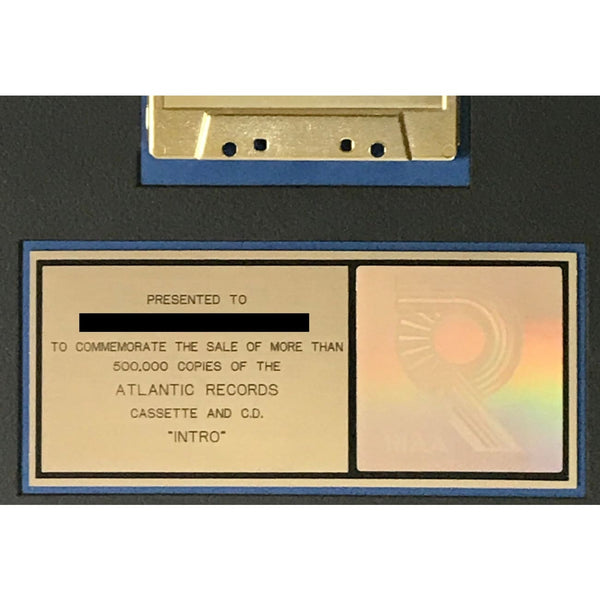 PRESENTED TO
TO COMMEMORATE THE SALE OF MORE THAN
500,000 COPIES OF THE
ATLANTIC RECORDS
CASSETTE AND C.D.
"INTRO"
R
RIAA